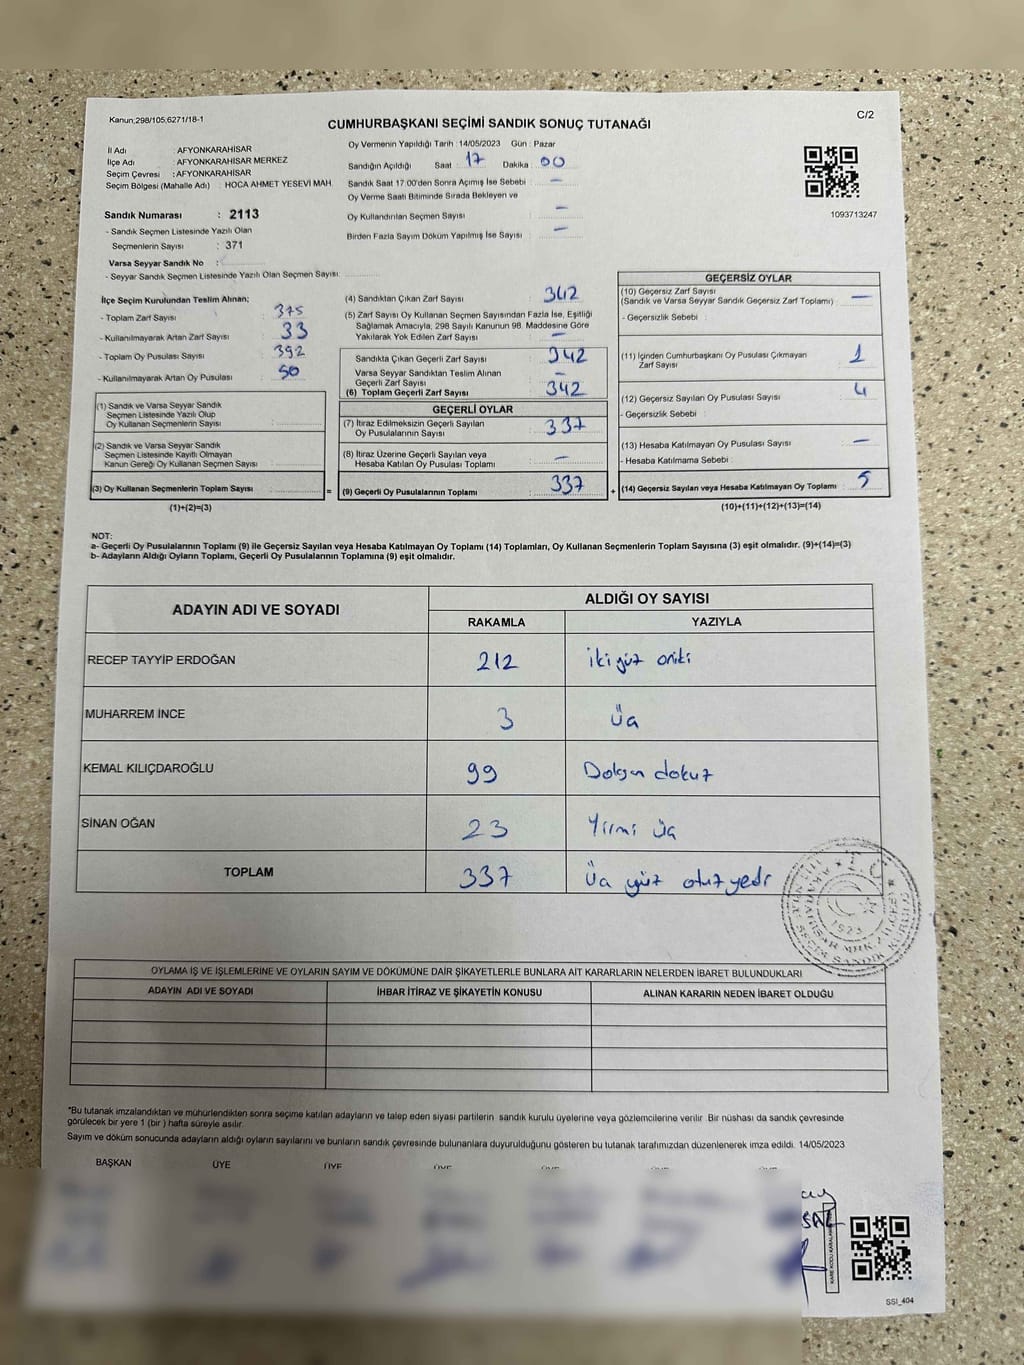 Kanun;298/105;6271/18-1
C/2
CUMHURBAŞKANI SEÇİMİ SANDIK SONUÇ TUTANAĞI
İl Adı : AFYONKARAHİSAR
İlçe Adı : AFYONKARAHİSAR MERKEZ
Seçim Çevresi : AFYONKARAHİSAR
Seçim Bölgesi (Mahalle Adı) : HOCA AHMET YESEVİ MAH.
Sandık Numarası : 2113
- Sandık Seçmen Listesinde Yazılı Olan
Seçmenlerin Sayısı : 371
Varsa Seyyar Sandık No :
- Seyyar Sandık Seçmen Listesinde Yazılı Olan Seçmen Sayısı:
Oy Vermenin Yapıldığı Tarih : 14/05/2023 Gün : Pazar
Sandığın Açıldığı Saat : 17 Dakika : 00
Sandık Saat 17.00'den Sonra Açımış İse Sebebi : –
Oy Verme Saati Bitiminde Sırada Bekleyen ve
Oy Kullandırılan Seçmen Sayısı : –
Birden Fazla Sayım Döküm Yapılmış İse Sayısı : –
1093713247
İlçe Seçim Kurulundan Teslim Alınan;
- Toplam Zarf Sayısı : 375
- Kullanılmayarak Artan Zarf Sayısı : 33
- Toplam Oy Pusulası Sayısı : 392
- Kullanılmayarak Artan Oy Pusulası : 50
(1) Sandık ve Varsa Seyyar Sandık
Seçmen Listesinde Yazılı Olup
Oy Kullanan Seçmenlerin Sayısı :
(2) Sandık ve Varsa Seyyar Sandık
Seçmen Listesinde Kayıtlı Olmayan
Kanun Gereği Oy Kullanan Seçmen Sayısı :
(3) Oy Kullanan Seçmenlerin Toplam Sayısı : =
(1)+(2)=(3)
(4) Sandıktan Çıkan Zarf Sayısı : 342
(5) Zarf Sayısı Oy Kullanan Seçmen Sayısından Fazla İse, Eşitliği
Sağlamak Amacıyla, 298 Sayılı Kanunun 98. Maddesine Göre
Yakılarak Yok Edilen Zarf Sayısı : –
Sandıkta Çıkan Geçerli Zarf Sayısı : 342
Varsa Seyyar Sandıktan Teslim Alınan
Geçerli Zarf Sayısı : –
(6) Toplam Geçerli Zarf Sayısı : 342
GEÇERLİ OYLAR
(7) İtiraz Edilmeksizin Geçerli Sayılan
Oy Pusulalarının Sayısı : 337
(8) İtiraz Üzerine Geçerli Sayılan veya
Hesaba Katılan Oy Pusulası Toplamı : –
(9) Geçerli Oy Pusulalarının Toplamı : 337 +
GEÇERSİZ OYLAR
(10) Geçersiz Zarf Sayısı
(Sandık ve Varsa Seyyar Sandık Geçersiz Zarf Toplamı) : –
- Geçersizlik Sebebi :
(11) İçinden Cumhurbaşkanı Oy Pusulası Çıkmayan
Zarf Sayısı : 1
(12) Geçersiz Sayılan Oy Pusulası Sayısı : 4
- Geçersizlik Sebebi :
(13) Hesaba Katılmayan Oy Pusulası Sayısı : –
- Hesaba Katılmama Sebebi :
(14) Geçersiz Sayılan veya Hesaba Katılmayan Oy Toplamı : 5
(10)+(11)+(12)+(13)=(14)
NOT:
a- Geçerli Oy Pusulalarının Toplamı (9) ile Geçersiz Sayılan veya Hesaba Katılmayan Oy Toplamı (14) Toplamları, Oy Kullanan Seçmenlerin Toplam Sayısına (3) eşit olmalıdır. (9)+(14)=(3)
b- Adayların Aldığı Oyların Toplamı, Geçerli Oy Pusulalarının Toplamına (9) eşit olmalıdır.
ADAYIN ADI VE SOYADI
ALDIĞI OY SAYISI
RAKAMLA YAZIYLA
RECEP TAYYİP ERDOĞAN 212 iki yüz oniki
MUHARREM İNCE 3 üç
KEMAL KILIÇDAROĞLU 99 Doksan dokuz
SİNAN OĞAN 23 Yirmi üç
TOPLAM 337 üç yüz otuz yedi
T.C.
1923
OYLAMA İŞ VE İŞLEMLERİNE VE OYLARIN SAYIM VE DÖKÜMÜNE DAİR ŞİKAYETLERLE BUNLARA AİT KARARLARIN NELERDEN İBARET BULUNDUKLARI
ADAYIN ADI VE SOYADI İHBAR İTİRAZ VE ŞİKAYETİN KONUSU ALINAN KARARIN NEDEN İBARET OLDUĞU
*Bu tutanak imzalandıktan ve mühürlendikten sonra seçime katılan adayların ve talep eden siyasi partilerin sandık kurulu üyelerine veya gözlemcilerine verilir Bir nüshası da sandık çevresinde
görülecek bir yere 1 (bir ) hafta süreyle asılır.
Sayım ve döküm sonucunda adayların aldığı oyların sayılarını ve bunların sandık çevresinde bulunanlara duyurulduğunu gösteren bu tutanak tarafımızdan düzenlenerek imza edildi. 14/05/2023
BAŞKAN ÜYE ÜYE ÜYE ÜYE ÜYE ÜYE
SSI_404